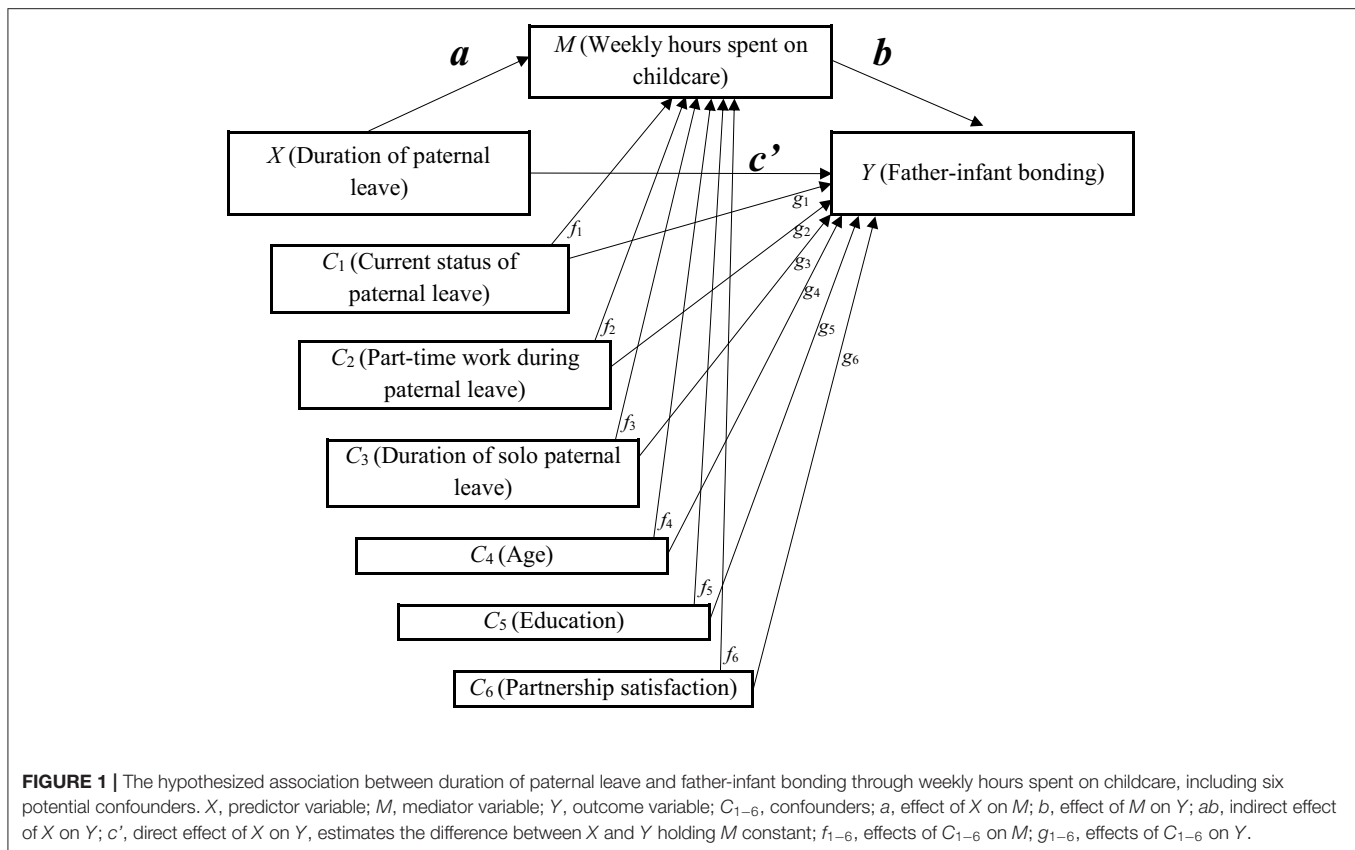 a
M (Weekly hours spent on
childcare)
b
X (Duration of paternal
leave)
c’
Y (Father-infant bonding)
f1
g1
C1 (Current status of
paternal leave)
g2
g3
f2
g4
C2 (Part-time work during
paternal leave)
g5
g6
f3
C3 (Duration of solo paternal
leave)
f4
C4 (Age)
f5
C5 (Education)
f6
C6 (Partnership satisfaction)
FIGURE 1 | The hypothesized association between duration of paternal leave and father-infant bonding through weekly hours spent on childcare, including six
potential confounders. X, predictor variable; M, mediator variable; Y, outcome variable; C1–6, confounders; a, effect of X on M; b, effect of M on Y; ab, indirect effect
of X on Y; c’, direct effect of X on Y, estimates the difference between X and Y holding M constant; f1–6, effects of C1–6 on M; g1–6, effects of C1–6 on Y.